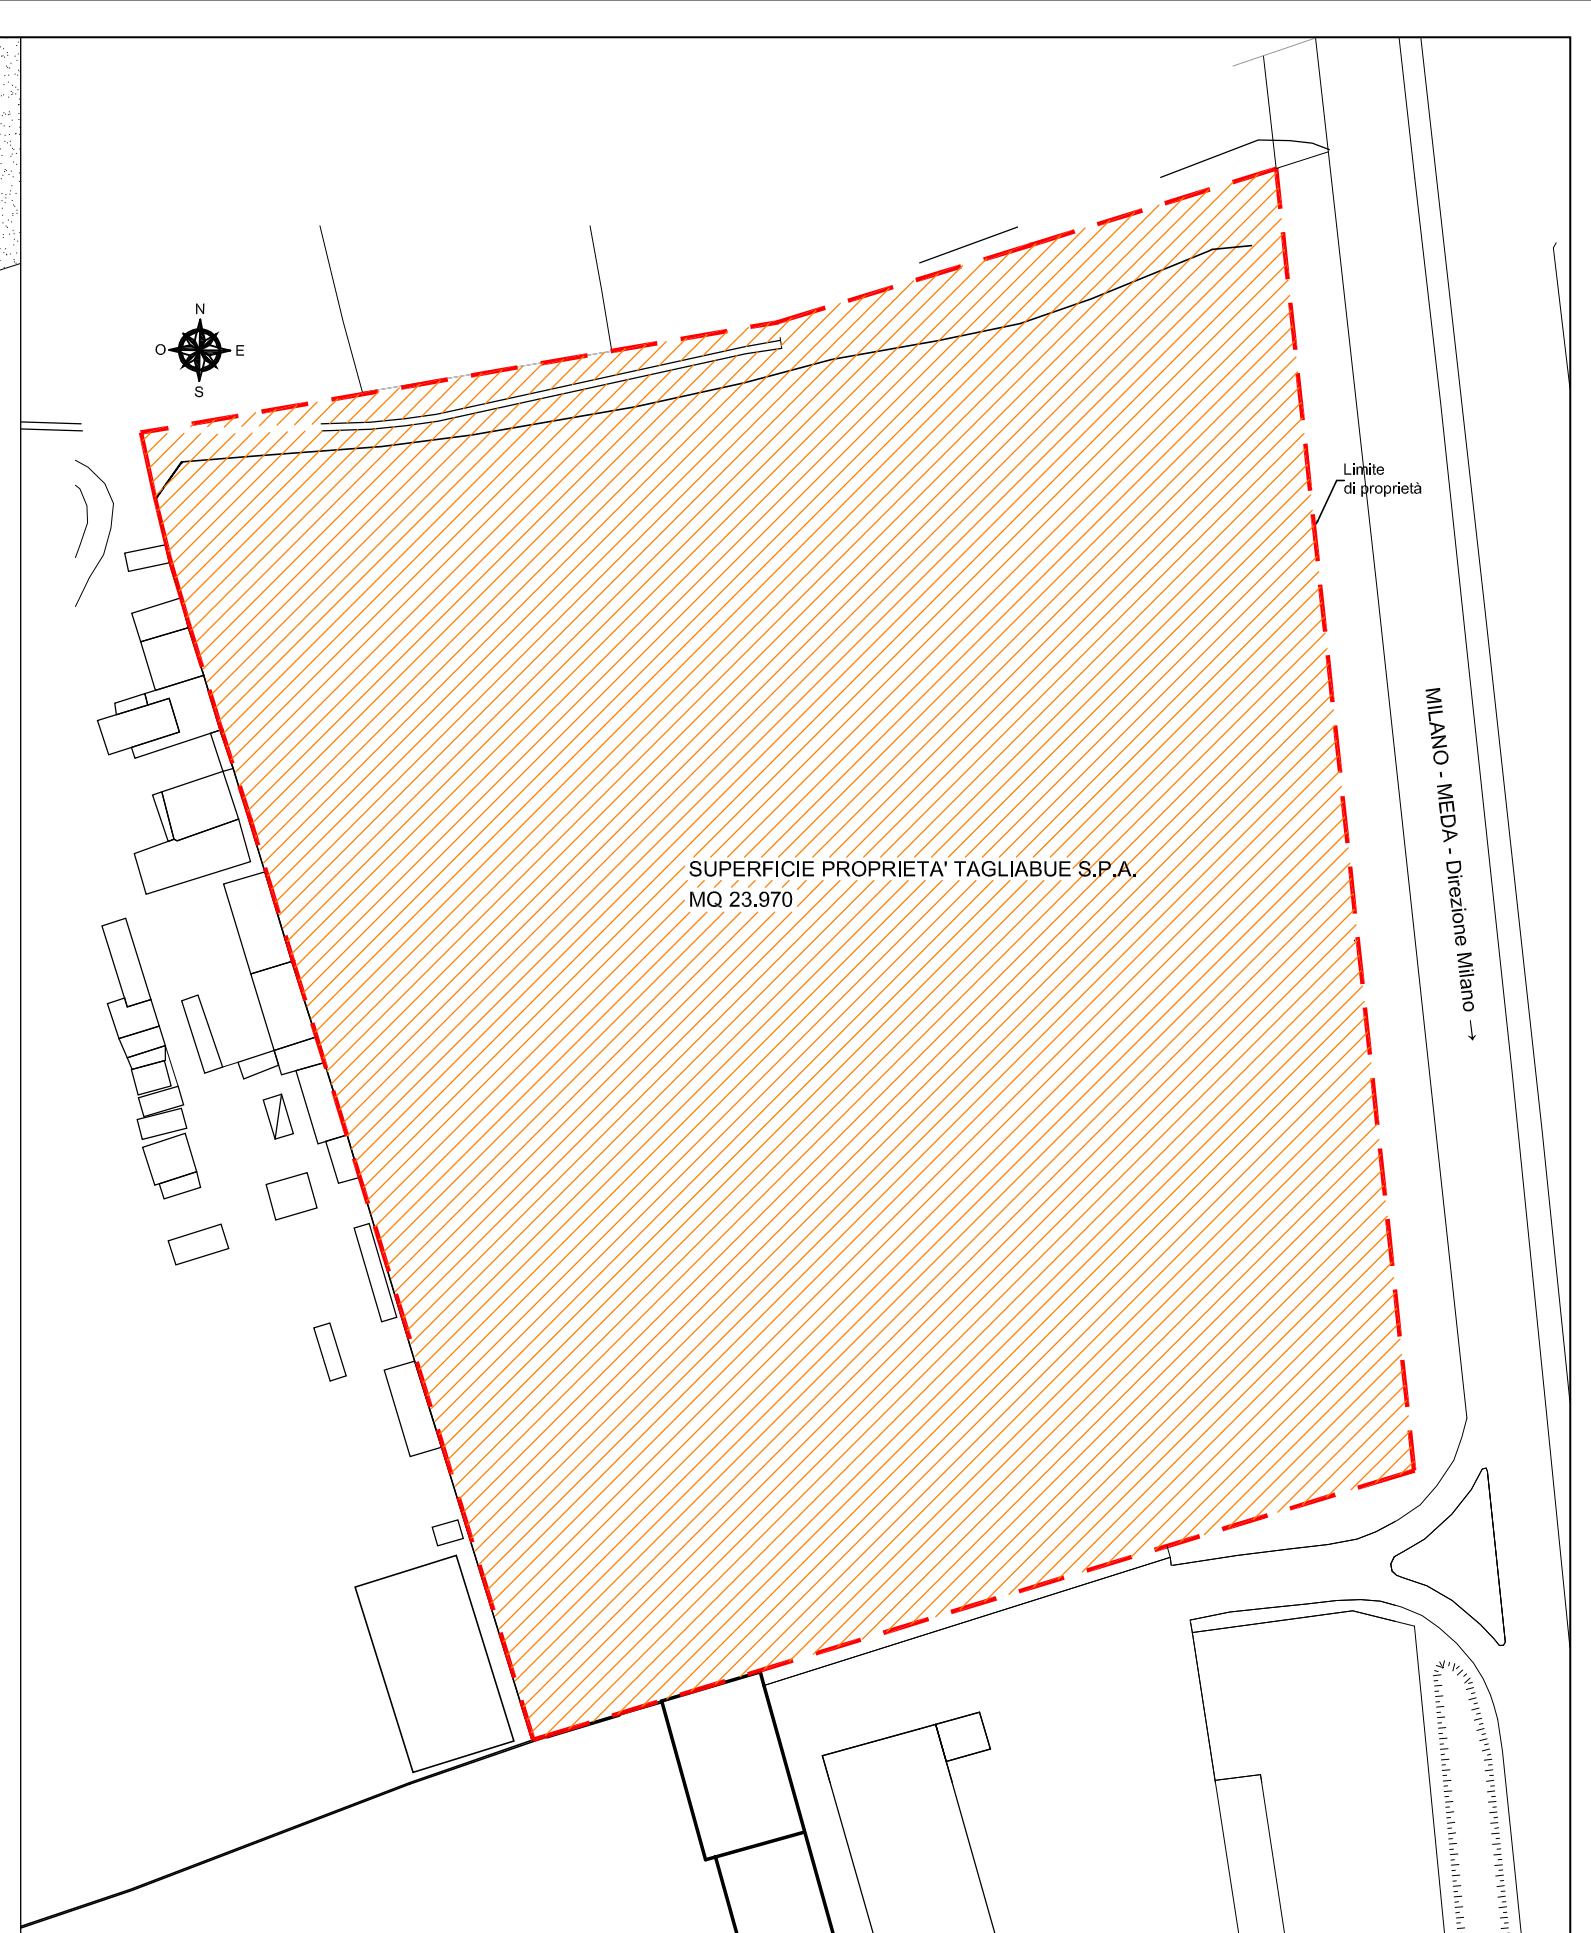 N
O E
S
Limite
di proprietà
MILANO - MEDA - Direzione Milano →
SUPERFICIE PROPRIETA' TAGLIABUE S.P.A.
MQ 23.970